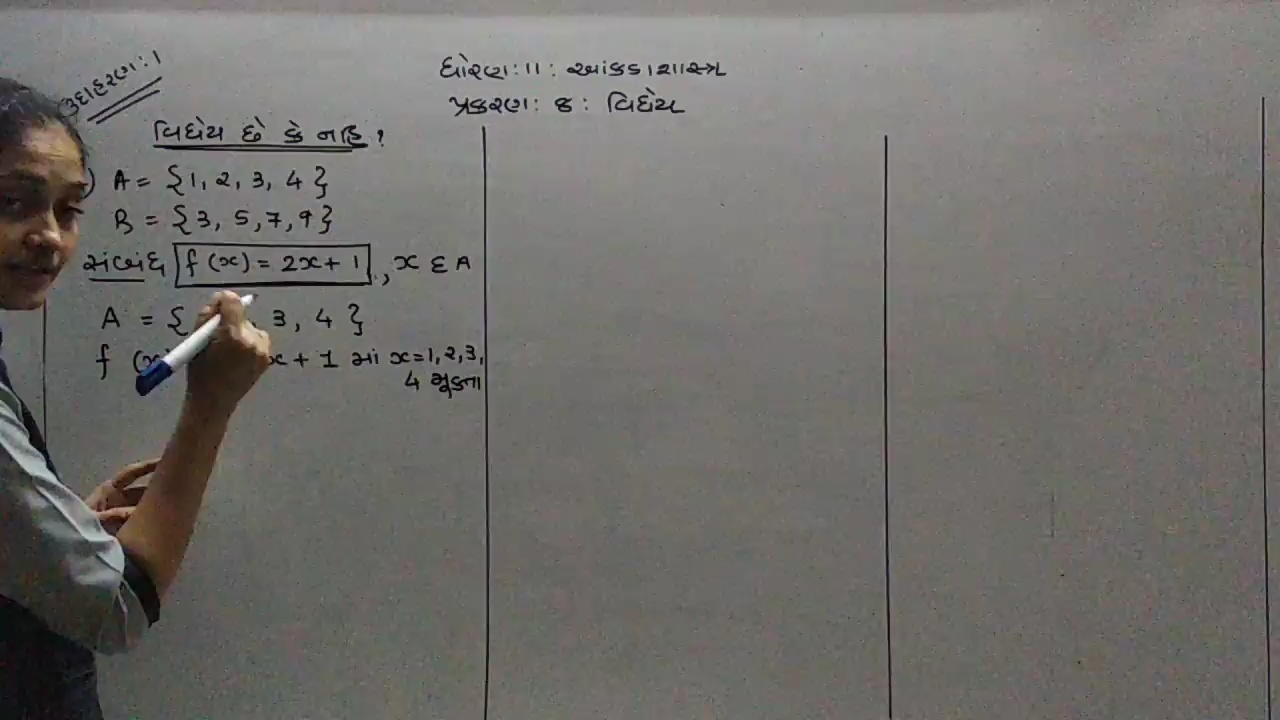 ધોરણ : 11 : આંકડાશાસ્ત્ર
પ્રકરણ : 8 : વિધેય
ઉદાહરણ : 1
વિધેય છે કે નહિ ?
) A = {1, 2, 3, 4}
B = {3, 5, 7, 9}
સંબંધ f (x) = 2x + 1 , x ∈ A
A = { 3, 4 }
f (x) x + 1 માં x = 1, 2, 3,
4 મૂકતા